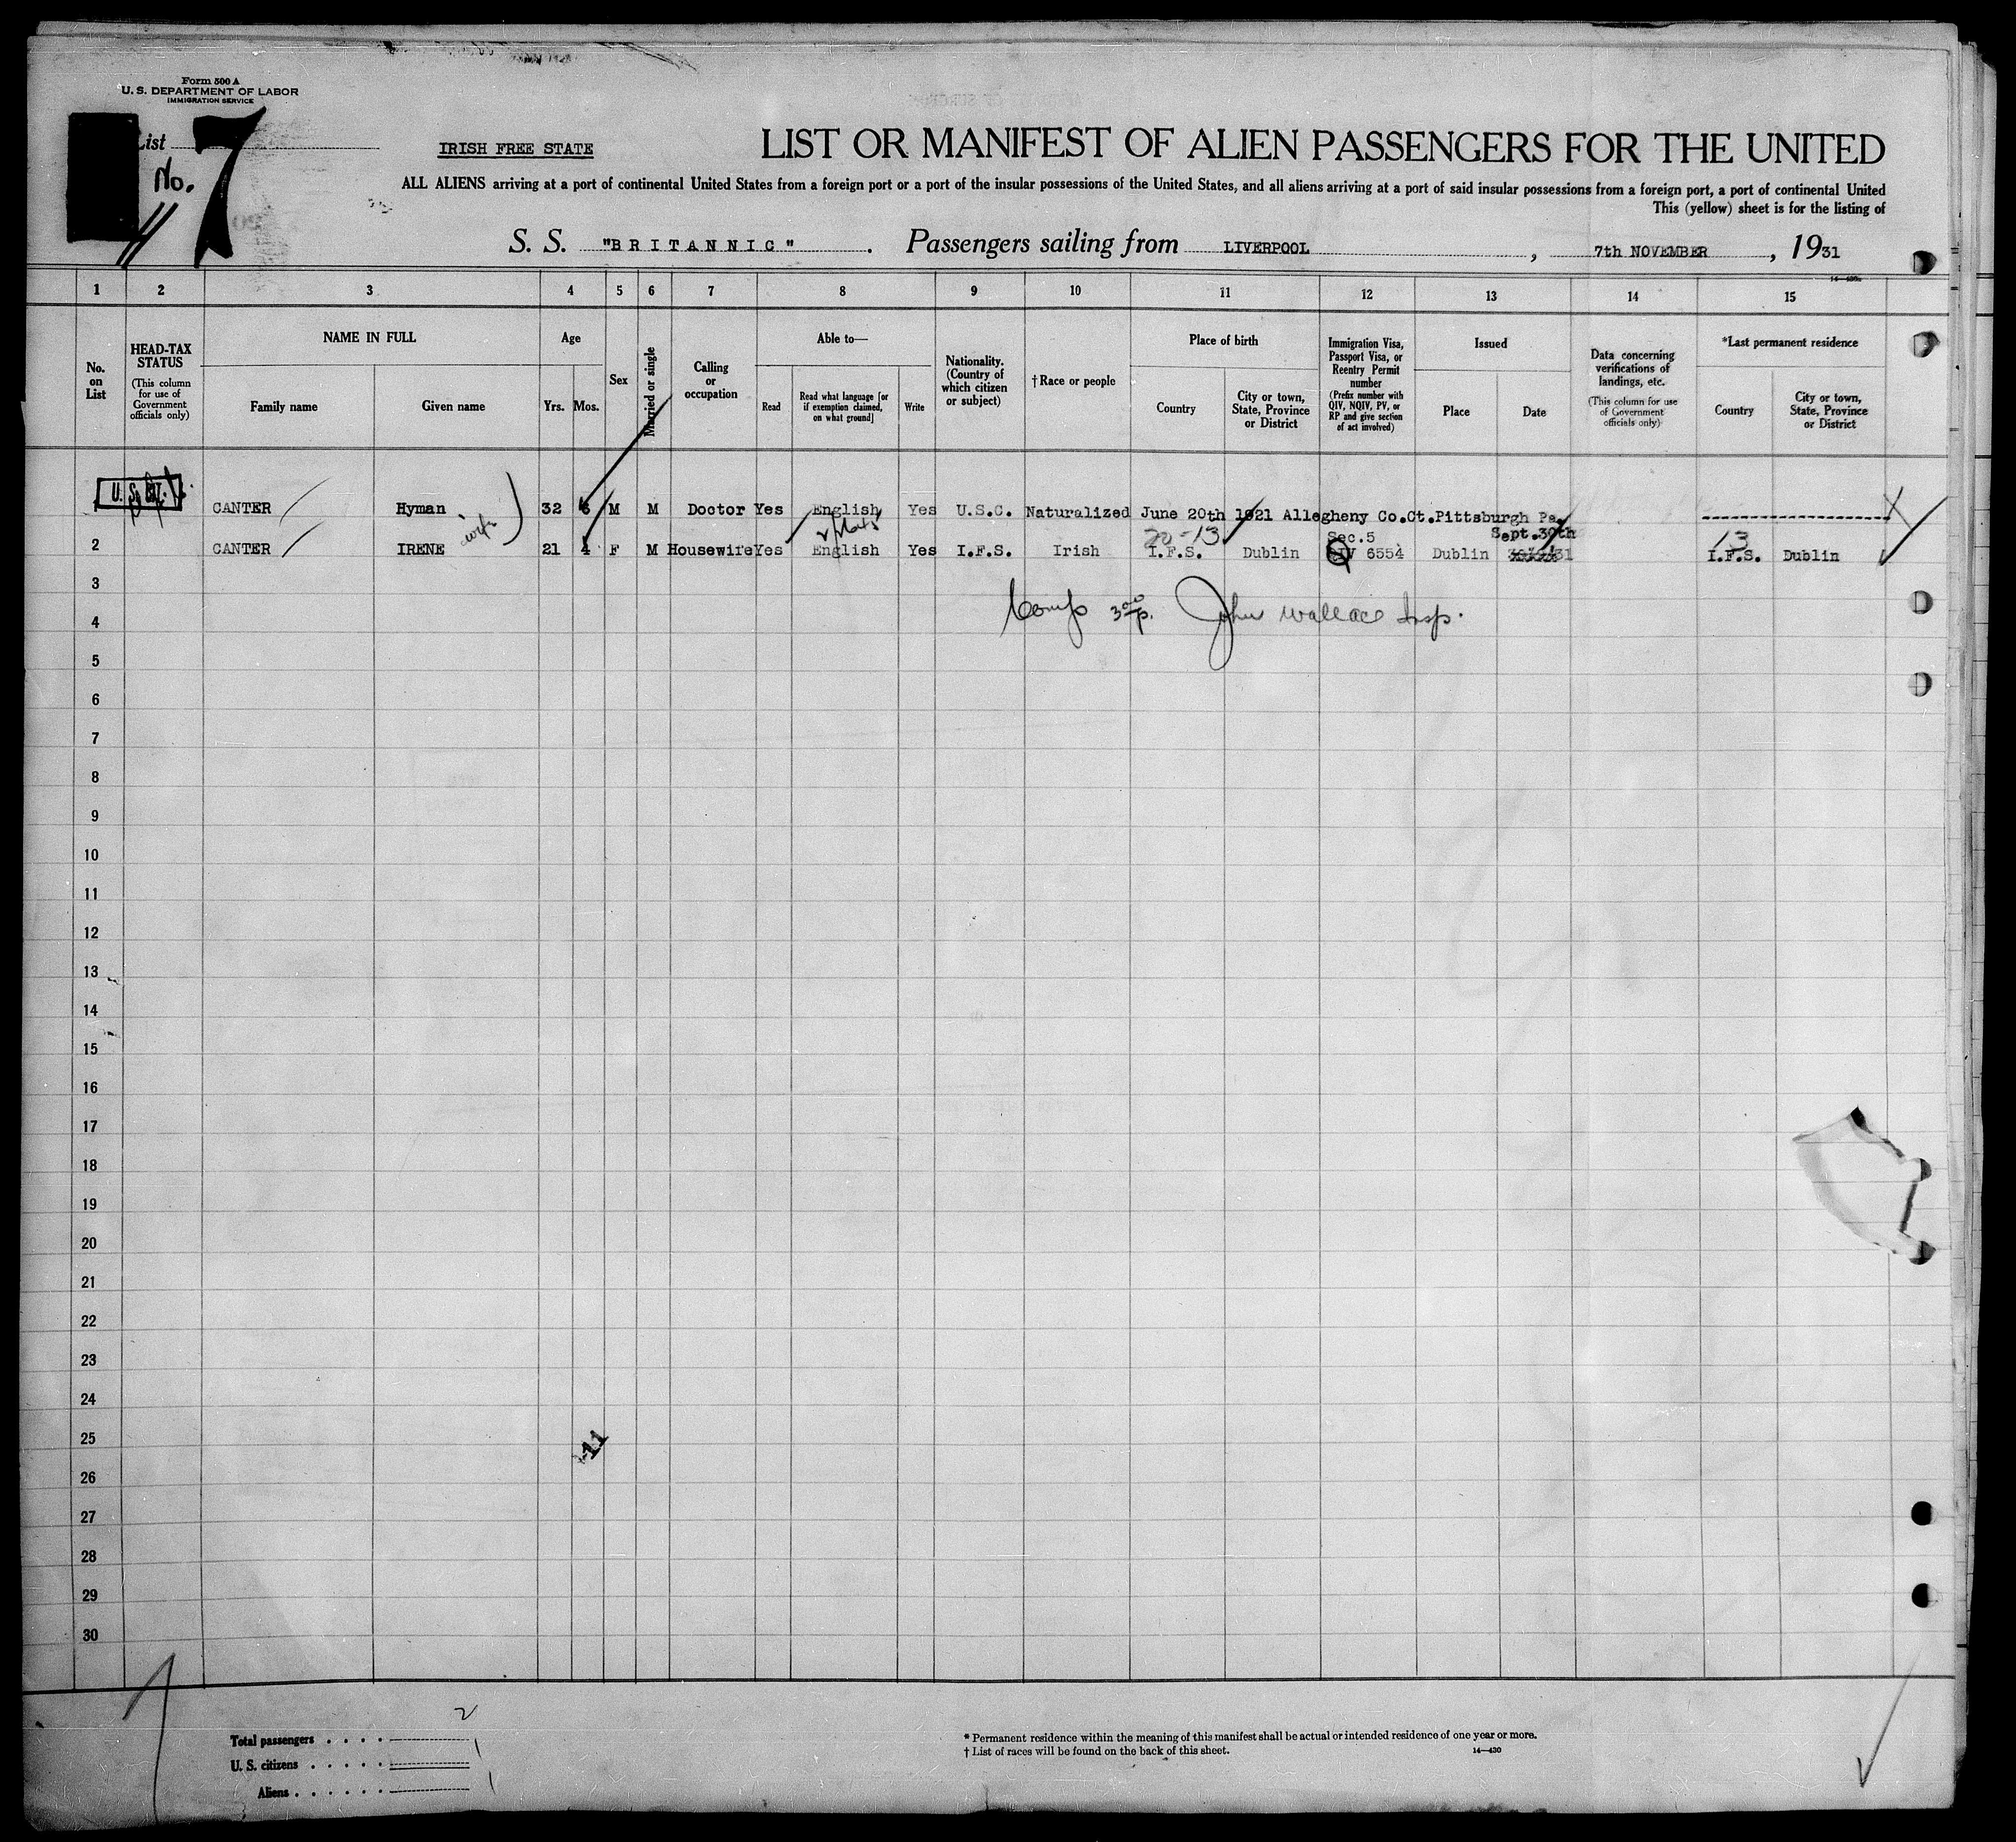 Form 500 A
U. S. DEPARTMENT OF LABOR
IMMIGRATION SERVICE
List
No. 7
IRISH FREE STATE
LIST OR MANIFEST OF ALIEN PASSENGERS FOR THE UNITED
ALL ALIENS arriving at a port of continental United States from a foreign port or a port of the insular possessions of the United States, and all aliens arriving at a port of said insular possessions from a foreign port, a port of continental United
This (yellow) sheet is for the listing of
S. S. "BRITANNIC". Passengers sailing from LIVERPOOL, 7th NOVEMBER, 1931
14—430
1 2 3 4 5 6 7 8 9 10 11 12 13 14 15
No. on List
HEAD-TAX STATUS
(This column for use of Government officials only)
NAME IN FULL
Family name
Given name
Age
Yrs. Mos.
Sex
Married or single
Calling or occupation
Able to—
Read
Read what language [or if exemption claimed, on what ground]
Write
Nationality. (Country of which citizen or subject)
† Race or people
Place of birth
Country
City or town, State, Province or District
Immigration Visa, Passport Visa, or Reentry Permit number
(Prefix number with QIV, NQIV, PV, or RP and give section of act involved)
Issued
Place
Date
Data concerning verifications of landings, etc.
(This column for use of Government officials only)
*Last permanent residence
Country
City or town, State, Province or District
U. S. CIT.
1 CANTER Hyman 32 6 M M Doctor Yes English Yes U.S.C. Naturalized June 20th 1921 Allegheny Co.Ct.Pittsburgh Pa.
wife
20-13 Sec.5 Sept.30th 13
2 CANTER IRENE 21 4 F M Housewire Yes English Yes I.F.S. Irish I.F.S. Dublin QIV 6554 Dublin 31 I.F.S. Dublin
3
Comp 3 00 p. John Wallace Insp.
4
5
6
7
8
9
10
11
12
13
14
15
16
17
18
19
20
21
22
23
24
25
11
26
27
28
29
30
Total passengers . . . . 2
U. S. citizens . . . . . 1
Aliens . . . . . . 1
* Permanent residence within the meaning of this manifest shall be actual or intended residence of one year or more.
† List of races will be found on the back of this sheet.
14—430